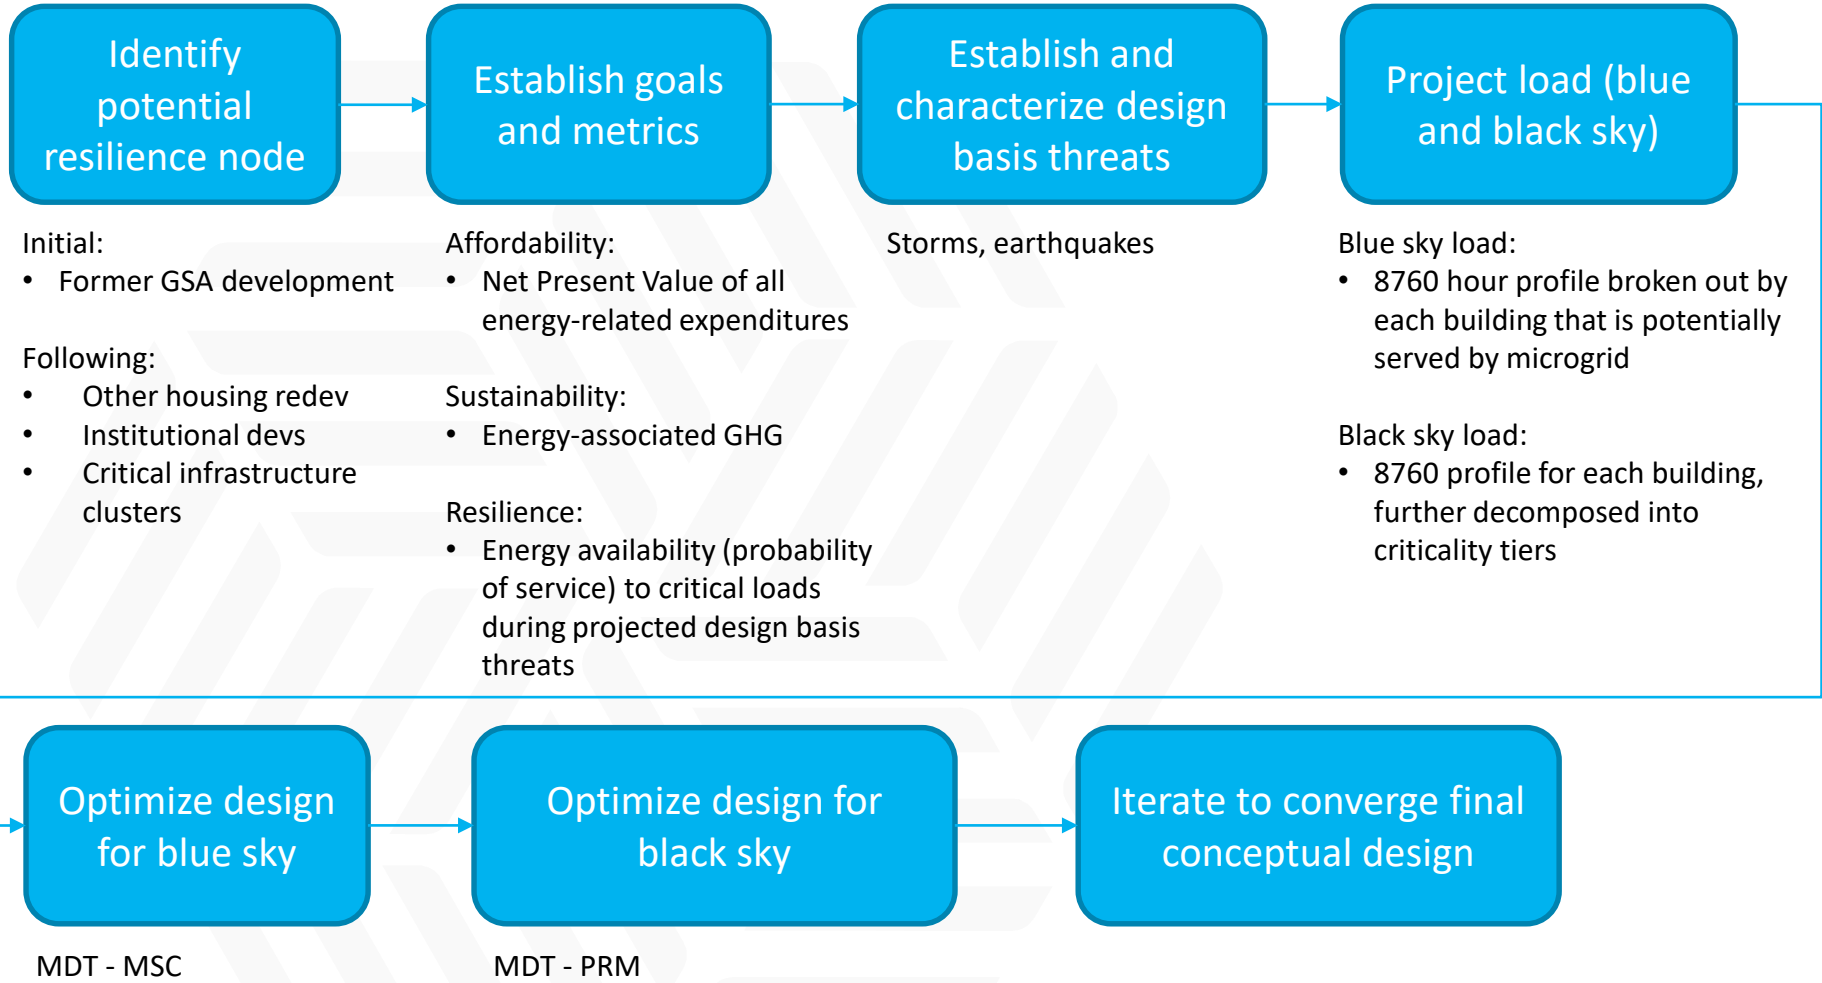 Identify
potential
resilience node
Establish goals
and metrics
Establish and
characterize design
basis threats
Project load (blue
and black sky)
Initial:
• Former GSA development
Following:
• Other housing redev
• Institutional devs
• Critical infrastructure
clusters
Affordability:
• Net Present Value of all
energy-related expenditures
Sustainability:
• Energy-associated GHG
Resilience:
• Energy availability (probability
of service) to critical loads
during projected design basis
threats
Storms, earthquakes
Blue sky load:
• 8760 hour profile broken out by
each building that is potentially
served by microgrid
Black sky load:
• 8760 profile for each building,
further decomposed into
criticality tiers
Optimize design
for blue sky
Optimize design for
black sky
Iterate to converge final
conceptual design
MDT - MSC
MDT - PRM